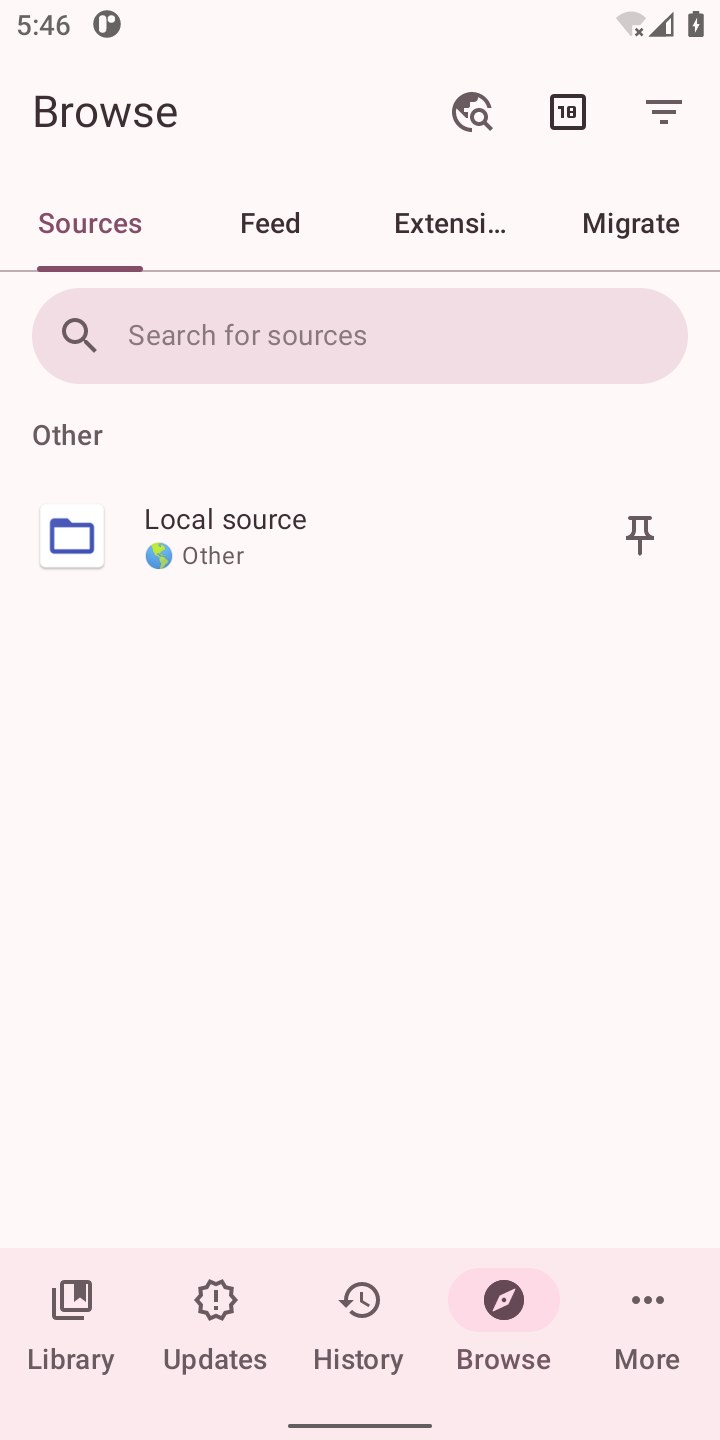 5:46
Browse
18
Sources
Feed
Extensi…
Migrate
Search for sources
Other
Local source
Other
Library
Updates
History
Browse
More